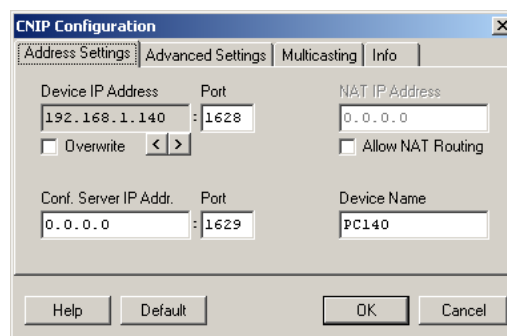 CNIP Configuration
Address Settings Advanced Settings Multicasting Info
Device IP Address Port NAT IP Address
192.168.1.140 : 1628 0.0.0.0
Overwrite < > Allow NAT Routing
Conf. Server IP Addr. Port Device Name
0.0.0.0 : 1629 PC140
Help Default OK Cancel